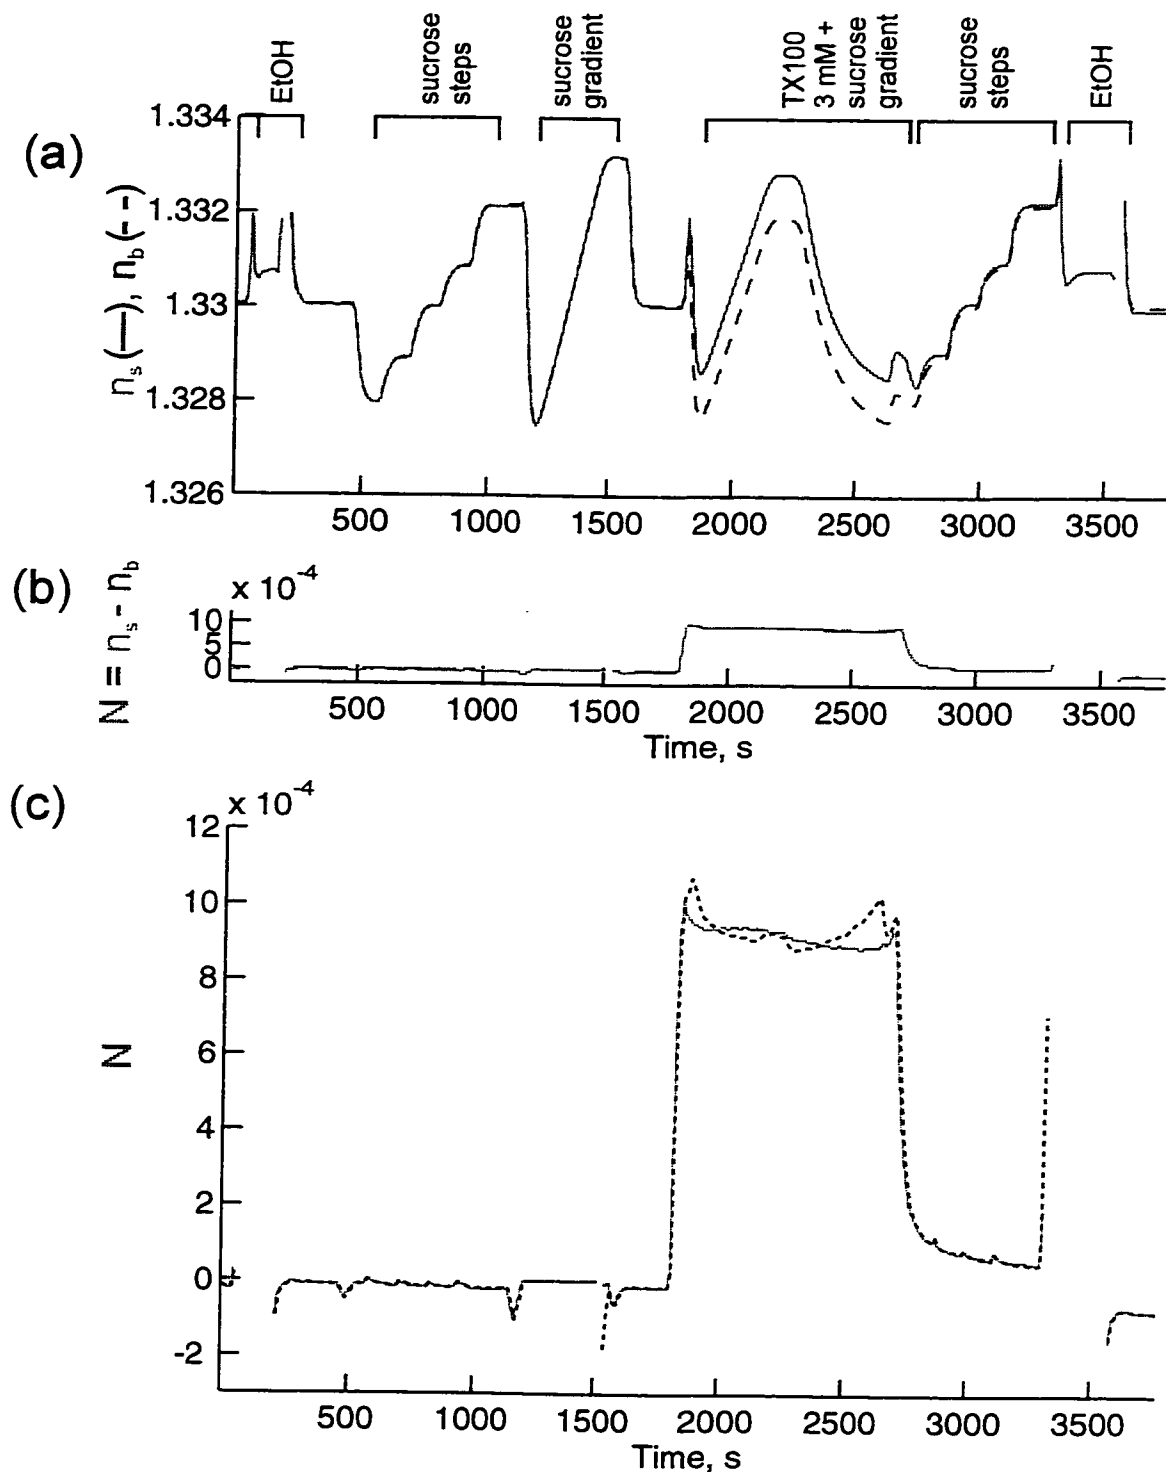 (a)
EtOH
sucrose
steps
sucrose
gradient
TX100
3 mM +
sucrose
gradient
sucrose
steps
EtOH
nₛ (—), n_b (- -)
1.334
1.332
1.33
1.328
1.326
500 1000 1500 2000 2500 3000 3500
(b)
N = nₛ - n_b
x 10⁻⁴
10
5
0
500 1000 1500 2000 2500 3000 3500
Time, s
(c)
x 10⁻⁴
N
12
10
8
6
4
2
0
-2
500 1000 1500 2000 2500 3000 3500
Time, s